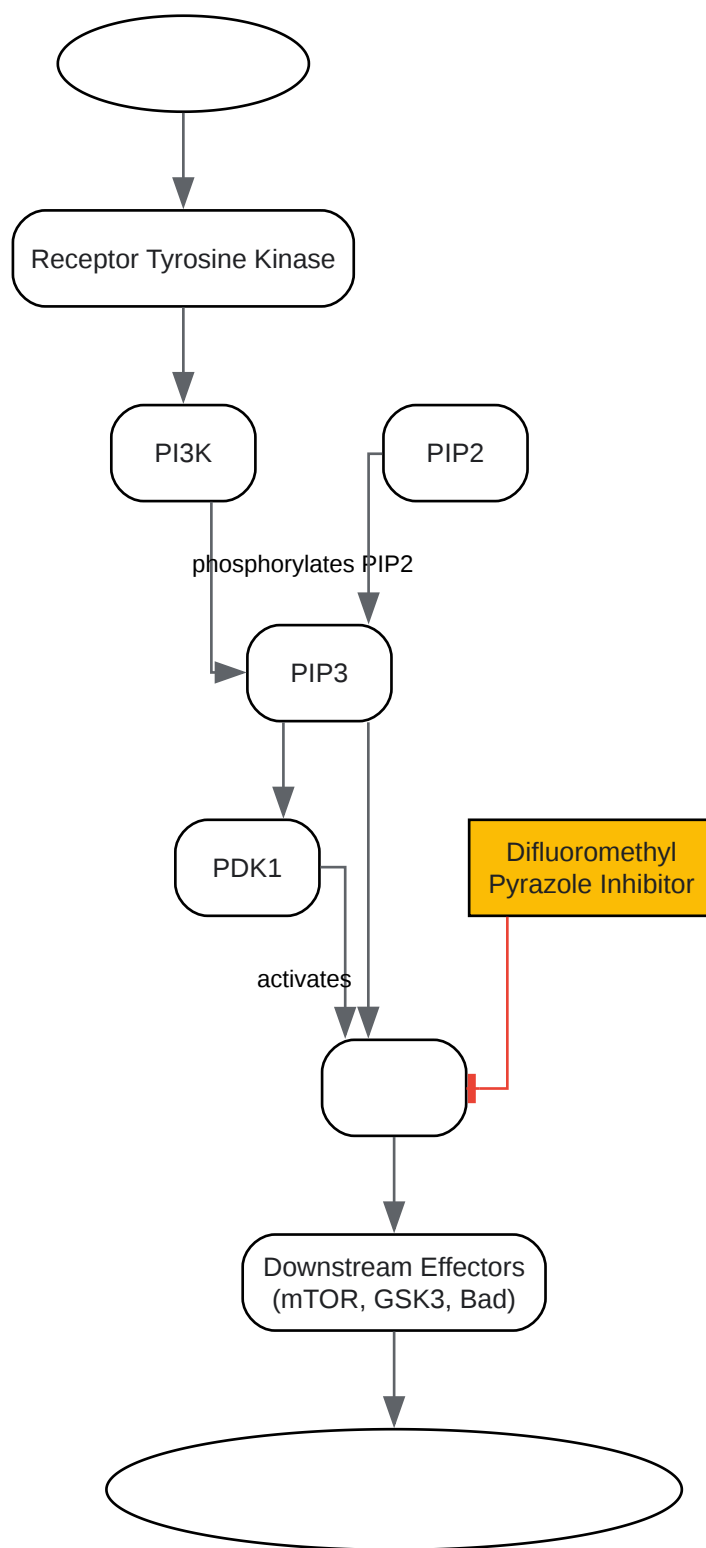 Receptor Tyrosine Kinase
PI3K
PIP2
phosphorylates PIP2
PIP3
PDK1
Difluoromethyl
Pyrazole Inhibitor
activates
Downstream Effectors
(mTOR, GSK3, Bad)